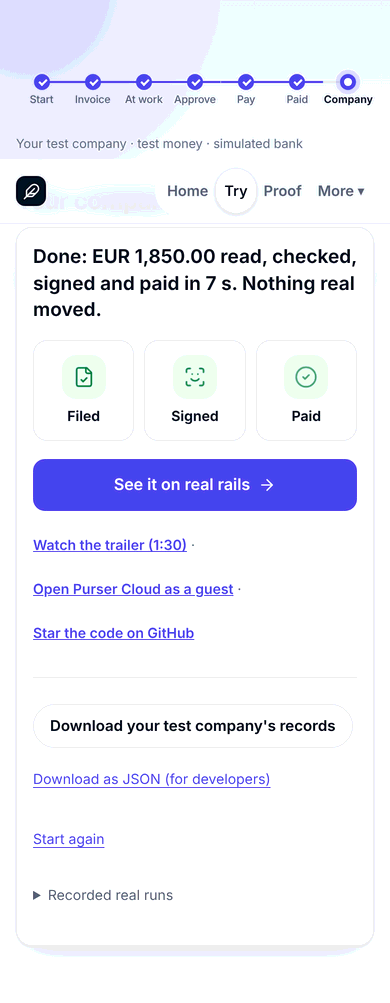 Start Invoice At work Approve Pay Paid Company
Your test company · test money · simulated bank
Home Try Proof More ▾
Done: EUR 1,850.00 read, checked,
signed and paid in 7 s. Nothing real
moved.
Filed Signed Paid
See it on real rails →
Watch the trailer (1:30) ·
Open Purser Cloud as a guest ·
Star the code on GitHub
Download your test company's records
Download as JSON (for developers)
Start again
▶ Recorded real runs